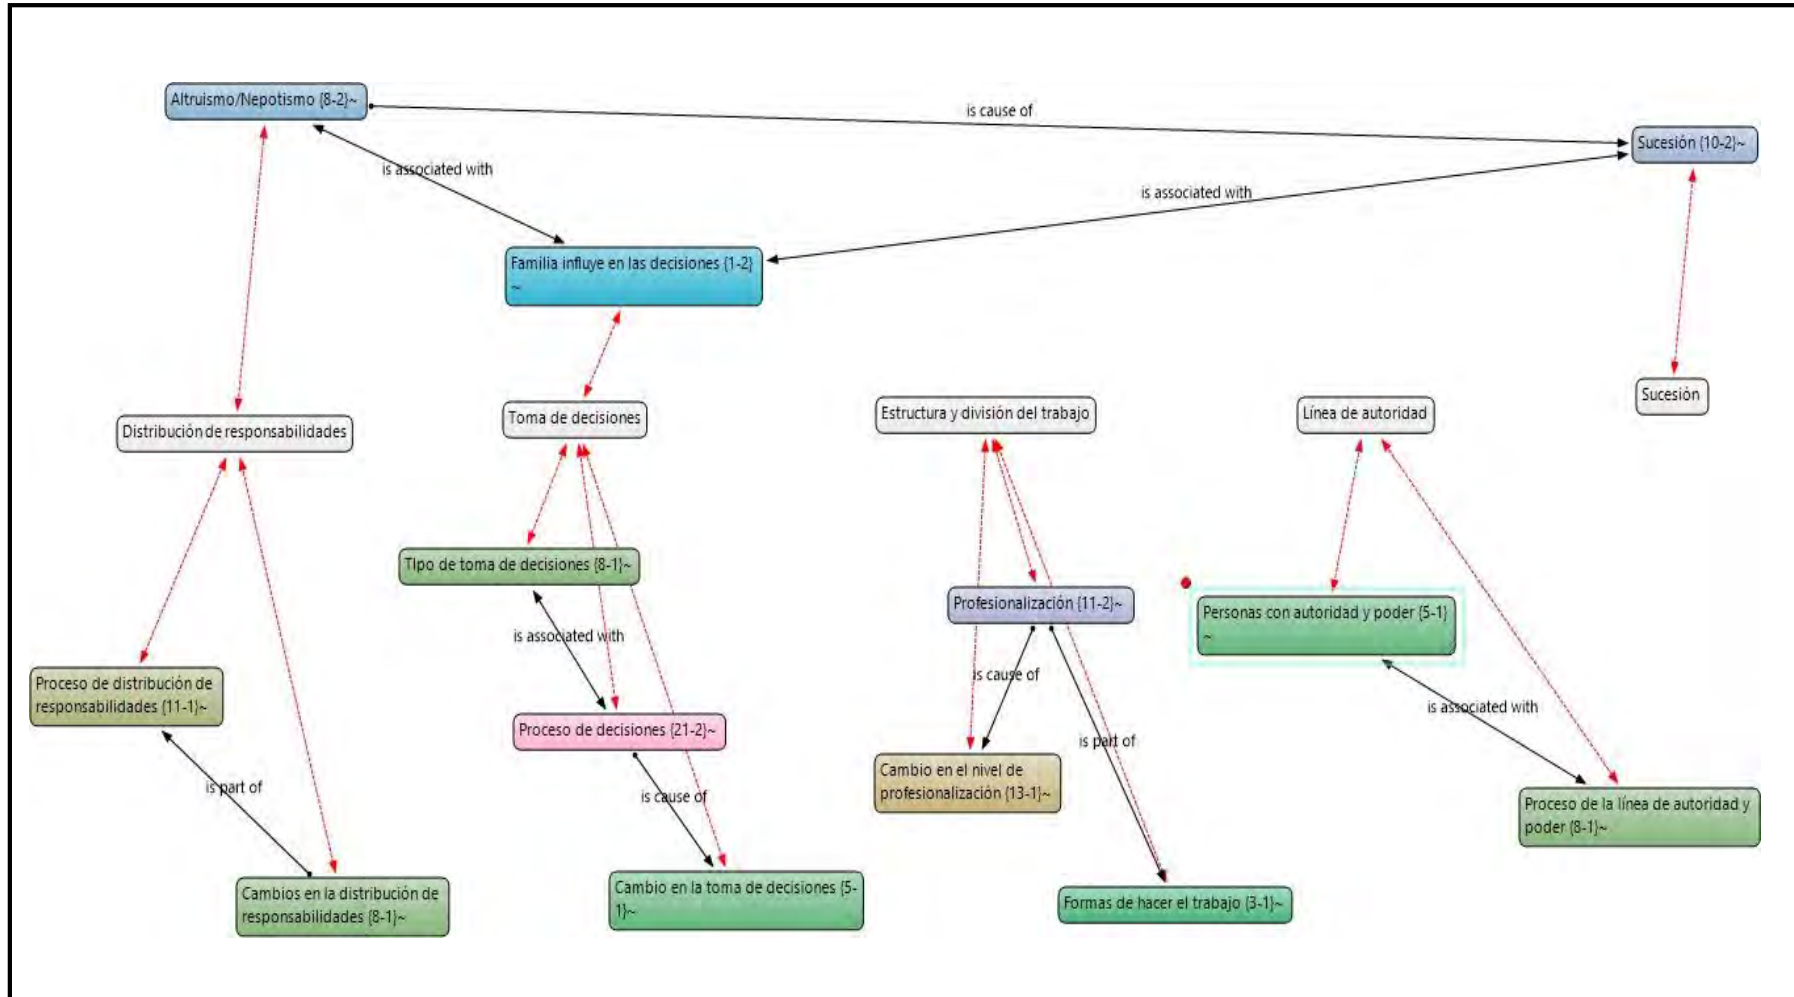 Altruismo/Nepotismo {8-2}~
is cause of
Sucesión {10-2}~
is associated with
is associated with
Familia influye en las decisiones {1-2}
~
Sucesión
Distribución de responsabilidades
Toma de decisiones
Estructura y división del trabajo
Línea de autoridad
Tipo de toma de decisiones {8-1}~
Profesionalización {11-2}~
Personas con autoridad y poder {5-1}
~
is associated with
is cause of
Proceso de distribución de
responsabilidades {11-1}~
Proceso de decisiones {21-2}~
is associated with
is part of
Cambio en el nivel de
profesionalización {13-1}~
is part of
is cause of
Proceso de la línea de autoridad y
poder {8-1}~
Cambios en la distribución de
responsabilidades {8-1}~
Cambio en la toma de decisiones {5-
1}~
Formas de hacer el trabajo {3-1}~